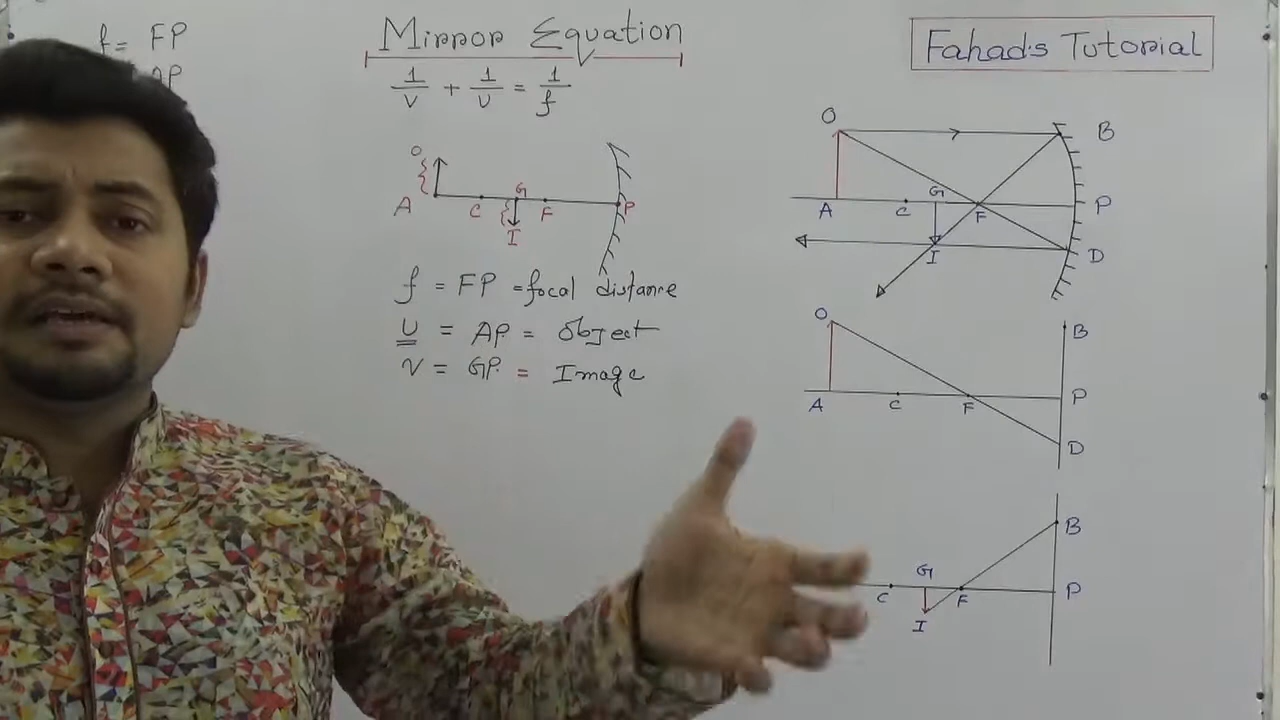 f = FP
Mirror Equation
Fahad's Tutorial
1/v + 1/u = 1/f
O
A
C
G
F
P
I
f = FP = focal distance
u = AP = object
v = GP = Image
O
B
A
C
G
F
P
I
D
O
B
A
C
F
P
D
B
G
C
F
P
I